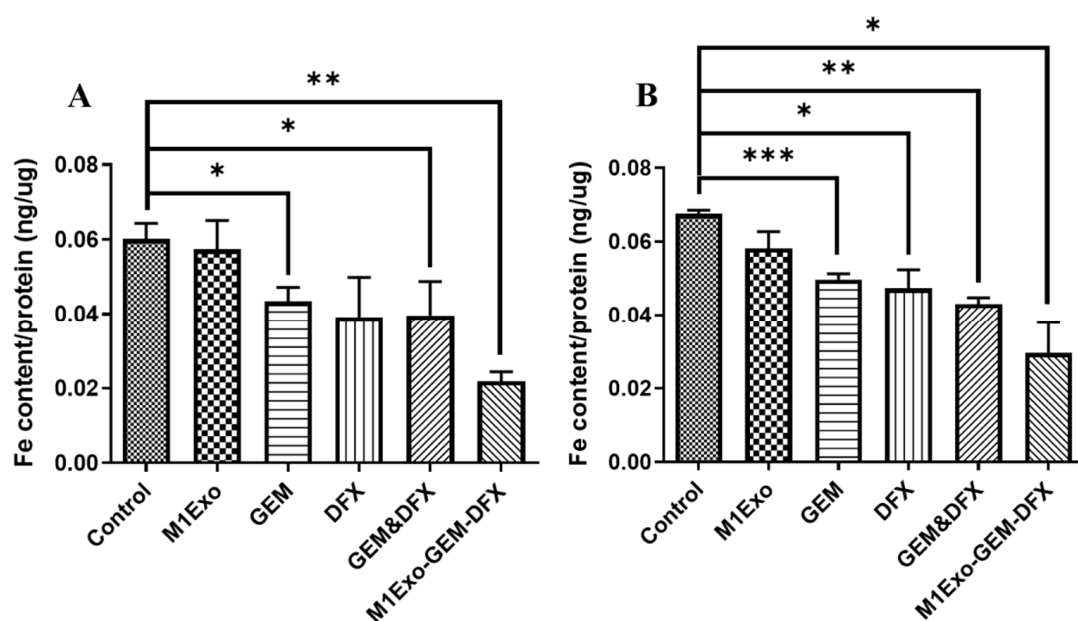 A
**
*
*
Fe content/protein (ng/ug)
0.08
0.06
0.04
0.02
0.00
Control
M1Exo
GEM
DFX
GEM&DFX
M1Exo-GEM-DFX
B
*
**
*
***
Fe content/protein (ng/ug)
0.08
0.06
0.04
0.02
0.00
Control
M1Exo
GEM
DFX
GEM&DFX
M1Exo-GEM-DFX